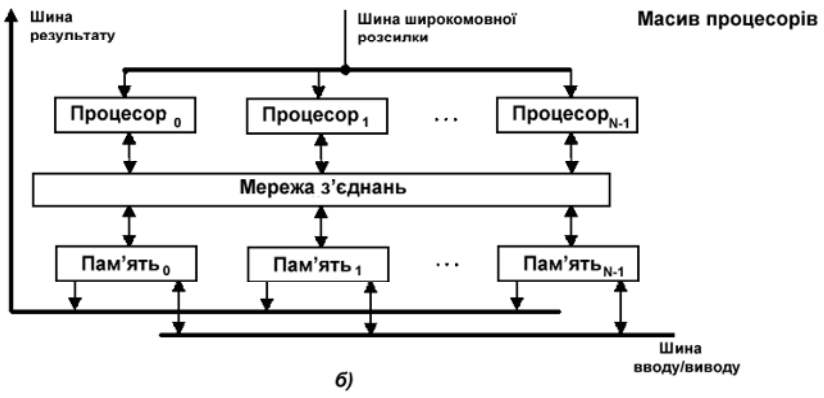 Шина
результату
Шина широкомовної
розсилки
Масив процесорів
Процесор 0
Процесор 1
...
Процесор N-1
Мережа з’єднань
Пам’ять 0
Пам’ять 1
...
Пам’ять N-1
Шина
вводу/виводу
б)